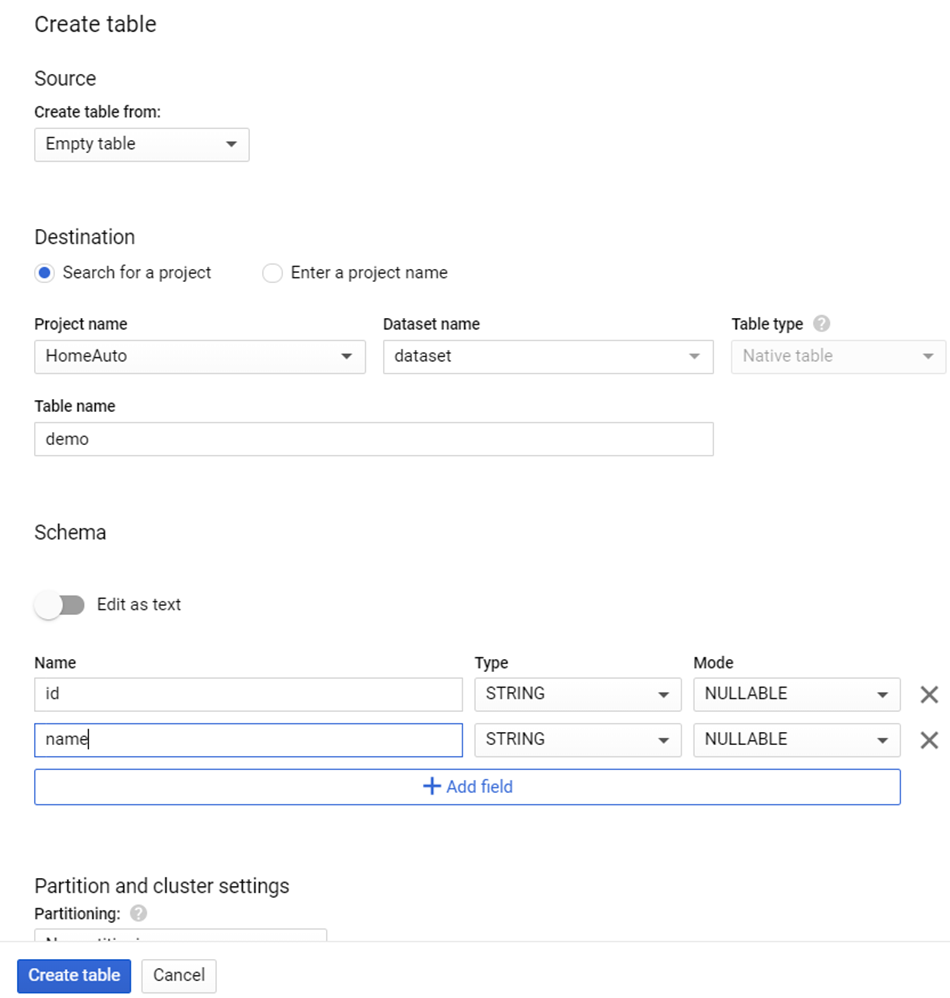 Create table
Source
Create table from:
Empty table
Destination
Search for a project Enter a project name
Project name Dataset name Table type ?
HomeAuto dataset Native table
Table name
demo
Schema
Edit as text
Name Type Mode
id STRING NULLABLE
name STRING NULLABLE
Add field
Partition and cluster settings
Partitioning: ?
Create table Cancel